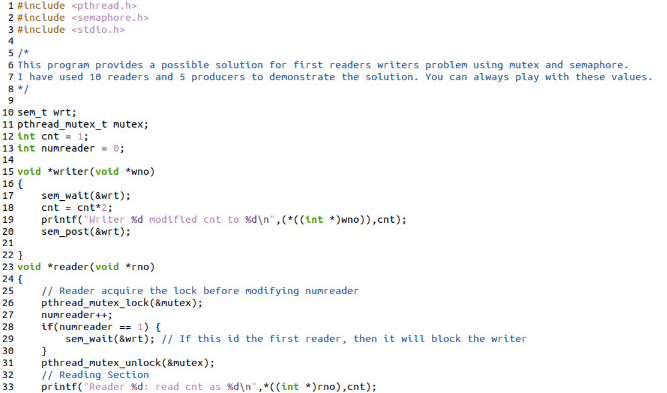 1 #include <pthread.h>
2 #include <semaphore.h>
3 #include <stdio.h>
4
5 /*
6 This program provides a possible solution for first readers writers problem using mutex and semaphore.
7 I have used 10 readers and 5 producers to demonstrate the solution. You can always play with these values.
8 */
9
10 sem_t wrt;
11 pthread_mutex_t mutex;
12 int cnt = 1;
13 int numreader = 0;
14
15 void *writer(void *wno)
16 {
17     sem_wait(&wrt);
18     cnt = cnt*2;
19     printf("Writer %d modified cnt to %d\n",(*((int *)wno)),cnt);
20     sem_post(&wrt);
21
22 }
23 void *reader(void *rno)
24 {
25     // Reader acquire the lock before modifying numreader
26     pthread_mutex_lock(&mutex);
27     numreader++;
28     if(numreader == 1) {
29         sem_wait(&wrt); // If this id the first reader, then it will block the writer
30     }
31     pthread_mutex_unlock(&mutex);
32     // Reading Section
33     printf("Reader %d: read cnt as %d\n",*((int *)rno),cnt);